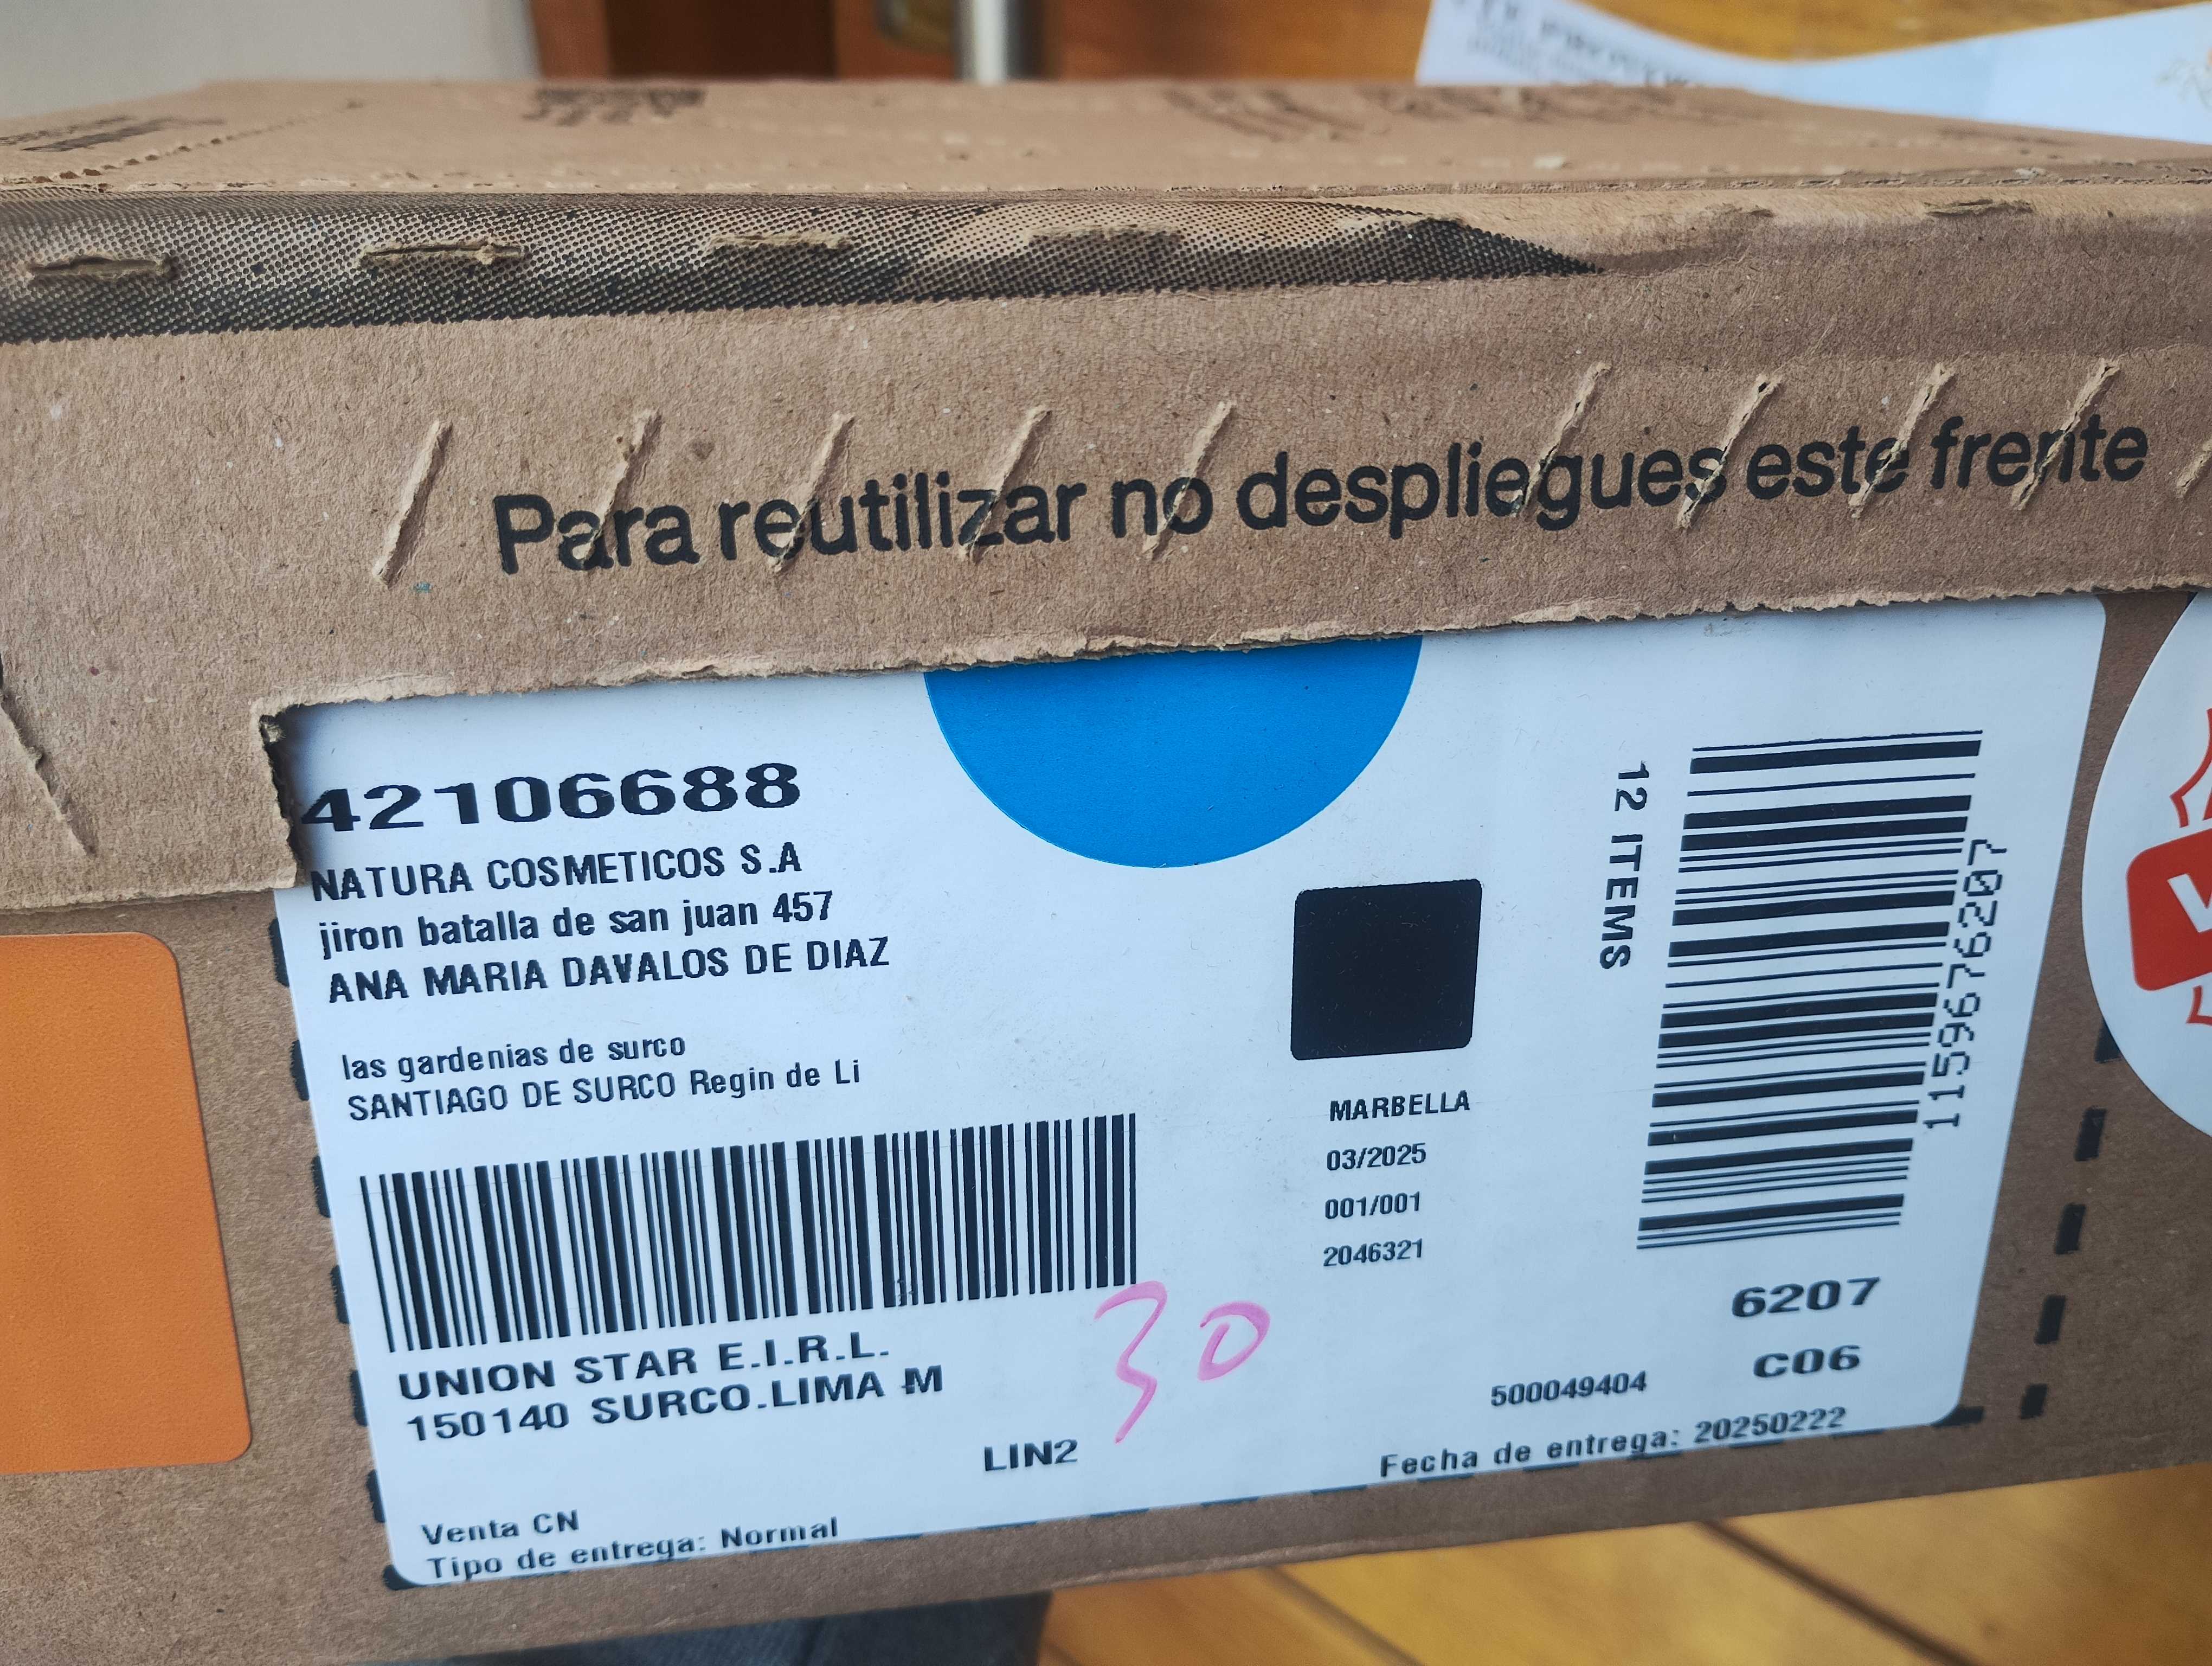 Para reutilizar no despliegues este frente
42106688
NATURA COSMETICOS S.A
jiron batalla de san juan 457
ANA MARIA DAVALOS DE DIAZ
las gardenias de surco
SANTIAGO DE SURCO Regin de Li
UNION STAR E.I.R.L.
150140 SURCO.LIMA M
30
LIN2
Venta CN
Tipo de entrega: Normal
MARBELLA
03/2025
001/001
2046321
12 ITEMS
1159676207
6207
C06
500049404
Fecha de entrega: 20250222